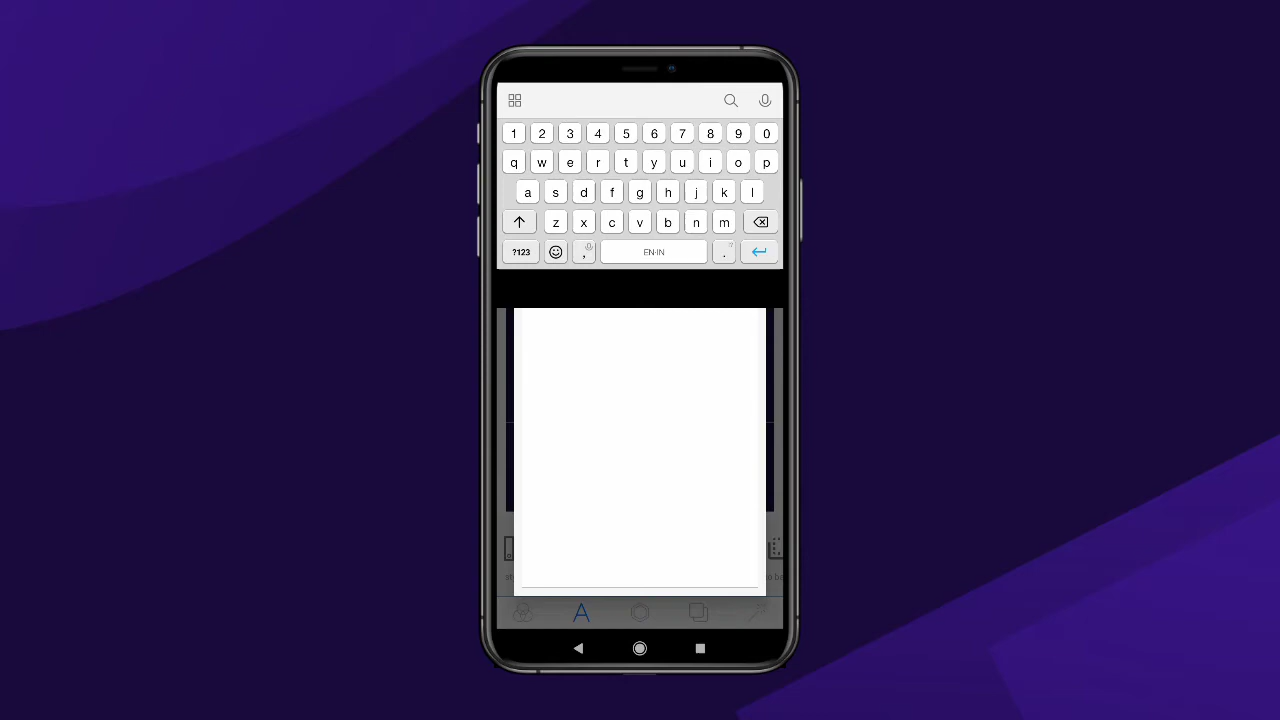 1 2 3 4 5 6 7 8 9 0
q w e r t y u i o p
a s d f g h j k l
z x c v b n m
?123 , EN-IN .
A